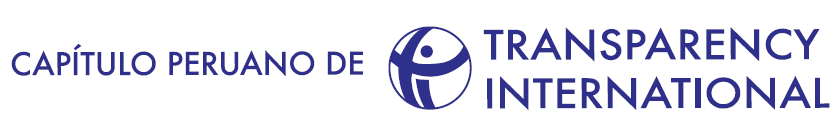 CAPÍTULO PERUANO DE
TRANSPARENCY
INTERNATIONAL